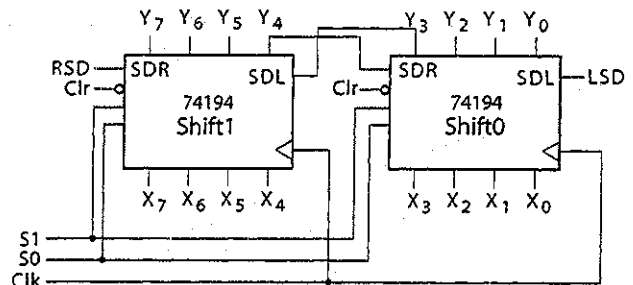 Y7 Y6 Y5 Y4 Y3 Y2 Y1 Y0
RSD SDR SDL SDR SDL LSD
Clr Clr
74194 74194
Shift1 Shift0
X7 X6 X5 X4 X3 X2 X1 X0
S1
S0
Clk